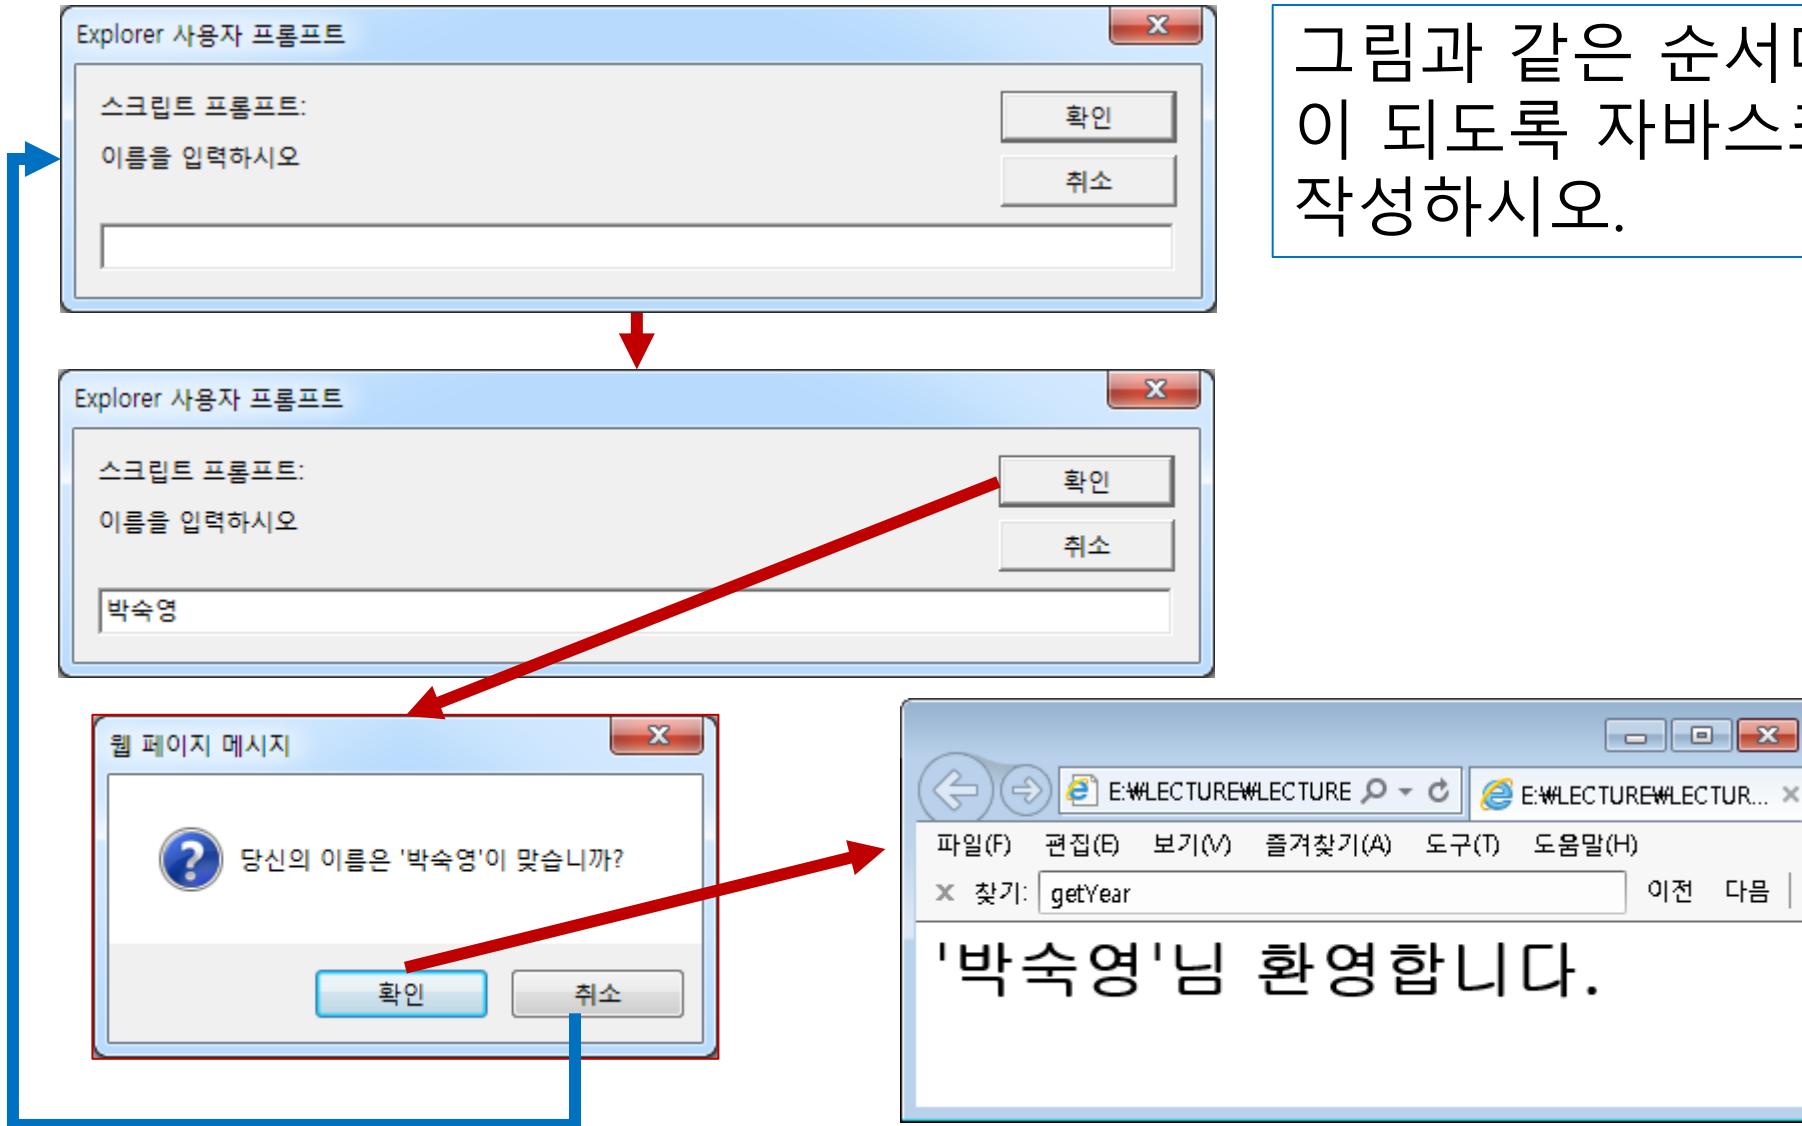 Explorer 사용자 프롬프트
스크립트 프롬프트:
이름을 입력하시오
확인
취소
그림과 같은 순서
이 되도록 자바스
작성하시오.
Explorer 사용자 프롬프트
스크립트 프롬프트:
이름을 입력하시오
확인
취소
박숙영
웹 페이지 메시지
당신의 이름은 '박숙영'이 맞습니까?
확인
취소
E:₩LECTURE₩LECTURE
E:₩LECTURE₩LECTUR...
파일(F) 편집(E) 보기(V) 즐겨찾기(A) 도구(T) 도움말(H)
x 찾기: getYear 이전 다음
'박숙영'님 환영합니다.